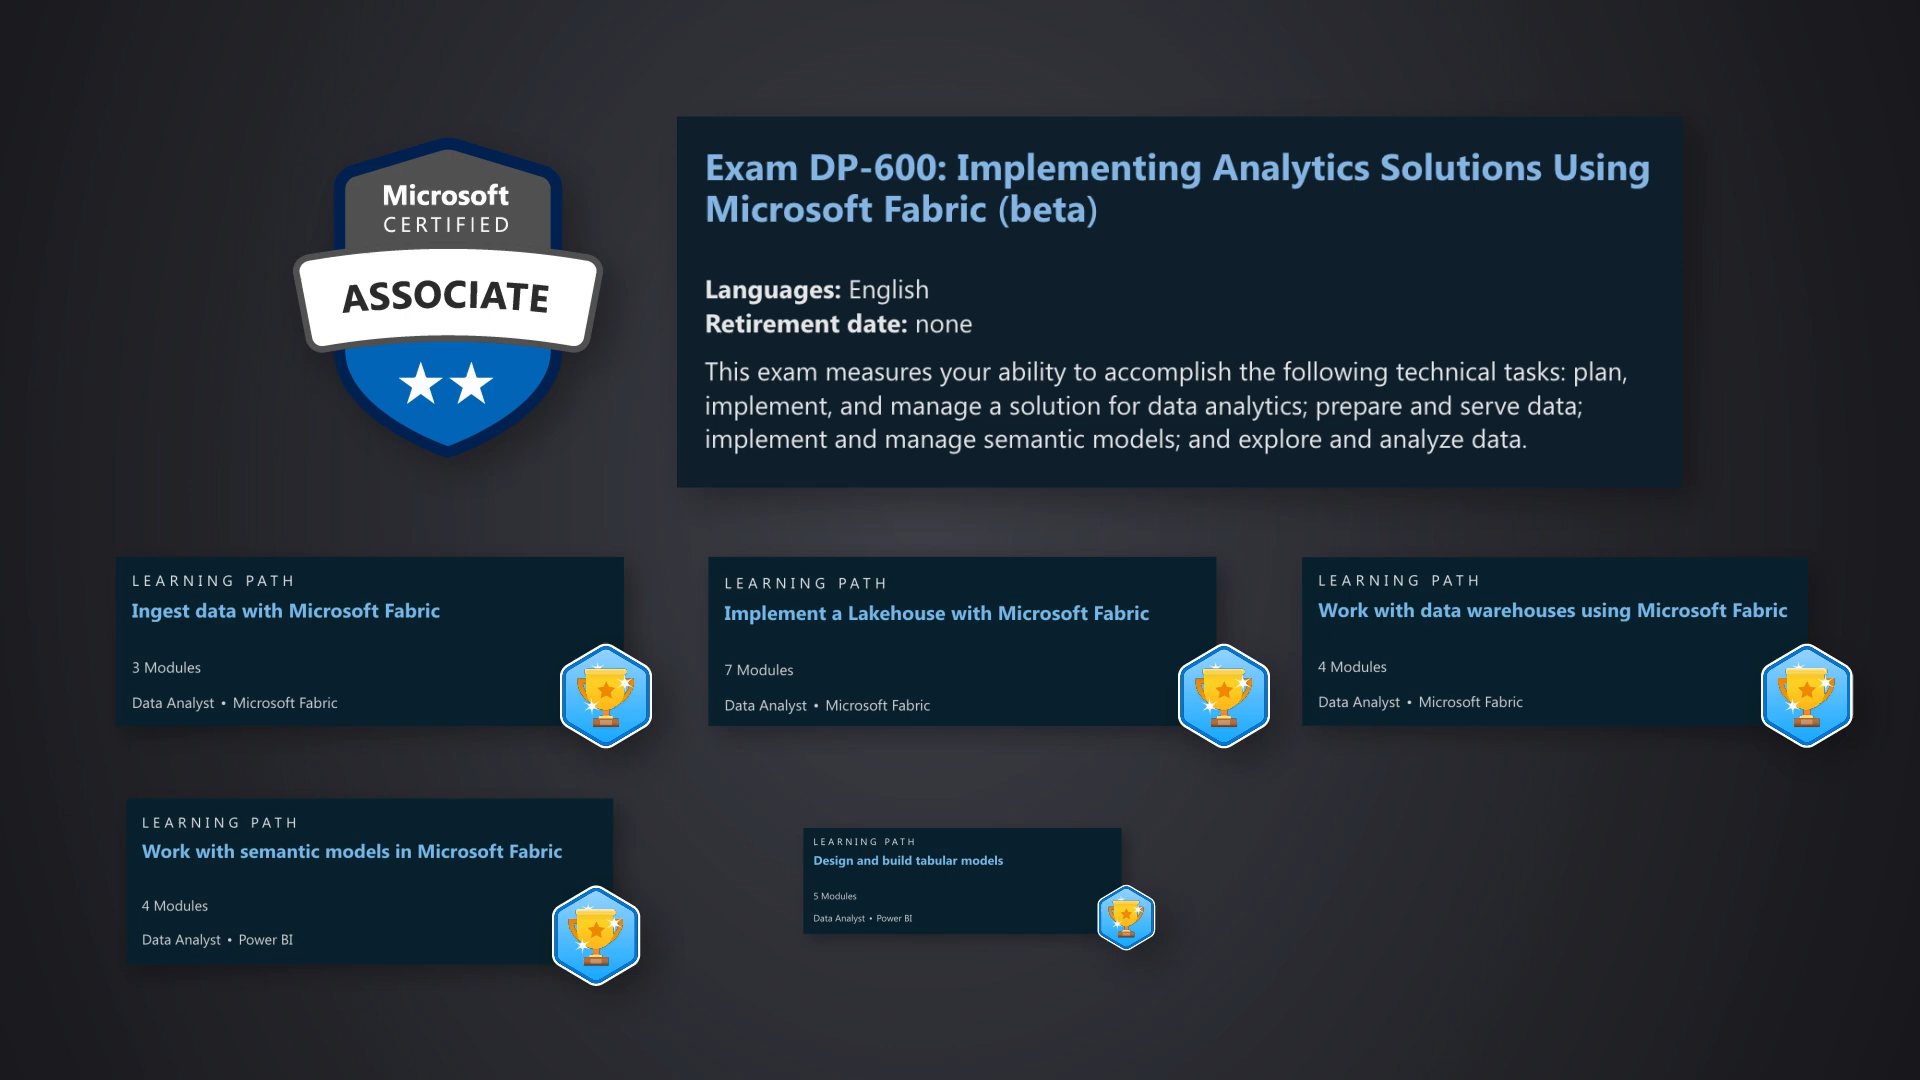 Microsoft
CERTIFIED
ASSOCIATE
Exam DP-600: Implementing Analytics Solutions Using
Microsoft Fabric (beta)
Languages: English
Retirement date: none
This exam measures your ability to accomplish the following technical tasks: plan,
implement, and manage a solution for data analytics; prepare and serve data;
implement and manage semantic models; and explore and analyze data.
LEARNING PATH
Ingest data with Microsoft Fabric
3 Modules
Data Analyst • Microsoft Fabric
LEARNING PATH
Implement a Lakehouse with Microsoft Fabric
7 Modules
Data Analyst • Microsoft Fabric
LEARNING PATH
Work with data warehouses using Microsoft Fabric
4 Modules
Data Analyst • Microsoft Fabric
LEARNING PATH
Work with semantic models in Microsoft Fabric
4 Modules
Data Analyst • Power BI
LEARNING PATH
Design and build tabular models
5 Modules
Data Analyst • Power BI